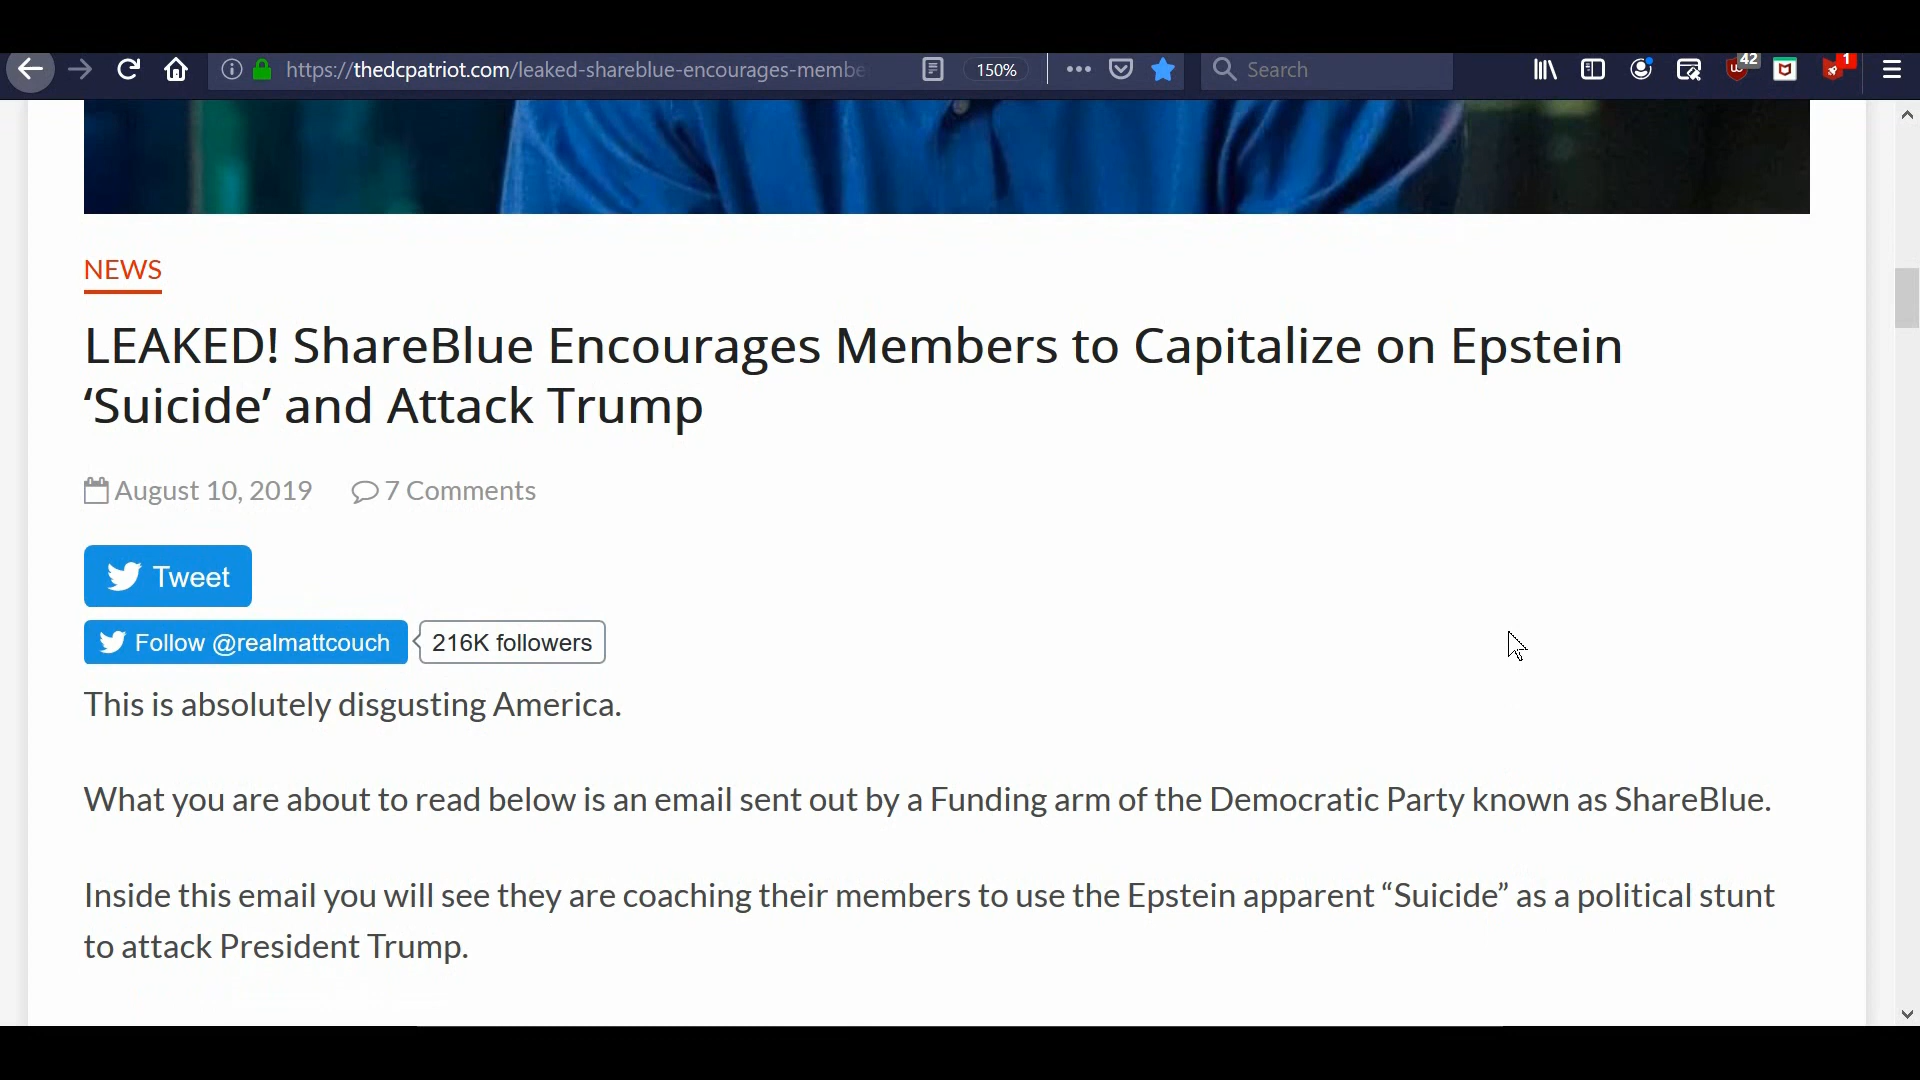 https://thedcpatriot.com/leaked-shareblue-encourages-membe
150%
Search
42
1
NEWS
LEAKED! ShareBlue Encourages Members to Capitalize on Epstein
‘Suicide’ and Attack Trump
August 10, 2019 7 Comments
Tweet
Follow @realmattcouch 216K followers
This is absolutely disgusting America.
What you are about to read below is an email sent out by a Funding arm of the Democratic Party known as ShareBlue.
Inside this email you will see they are coaching their members to use the Epstein apparent “Suicide” as a political stunt
to attack President Trump.